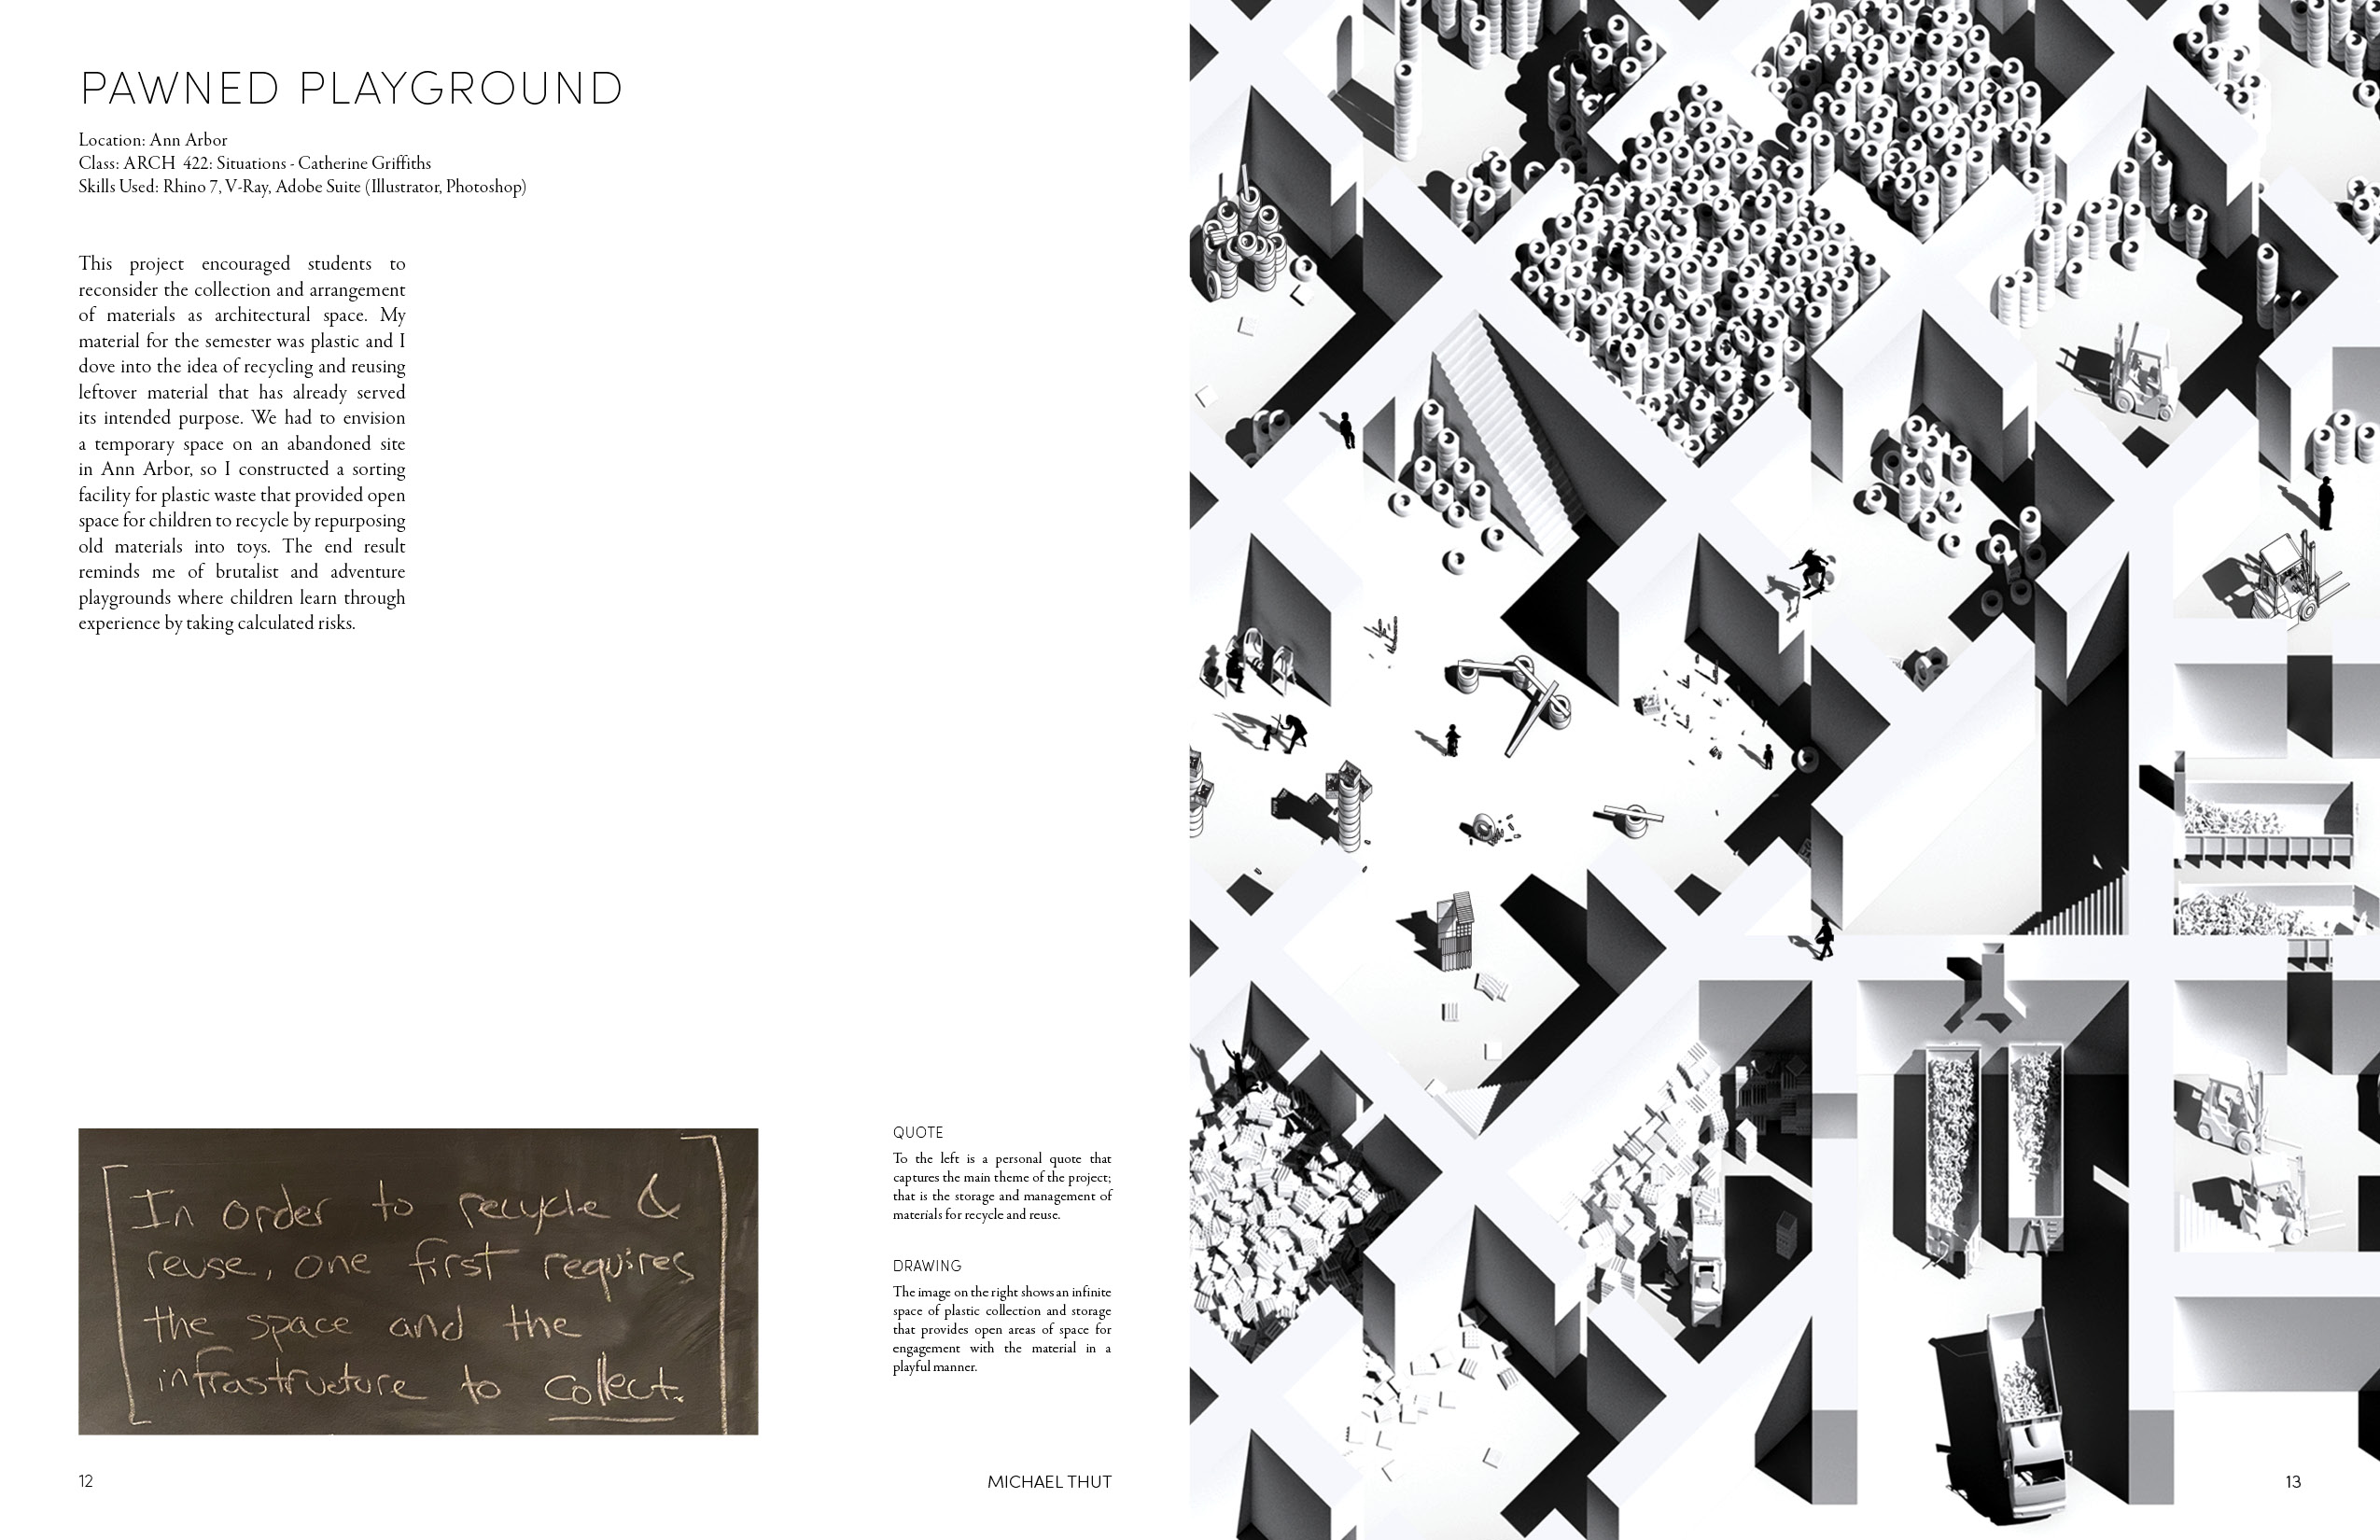 PAWNED PLAYGROUND
Location: Ann Arbor
Class: ARCH 422: Situations - Catherine Griffiths
Skills Used: Rhino 7, V-Ray, Adobe Suite (Illustrator, Photoshop)
This project encouraged students to
reconsider the collection and arrangement
of materials as architectural space. My
material for the semester was plastic and I
dove into the idea of recycling and reusing
leftover material that has already served
its intended purpose. We had to envision
a temporary space on an abandoned site
in Ann Arbor, so I constructed a sorting
facility for plastic waste that provided open
space for children to recycle by repurposing
old materials into toys. The end result
reminds me of brutalist and adventure
playgrounds where children learn through
experience by taking calculated risks.
In order to recycle &
reuse, one first requires
the space and the
infrastructure to collect.
QUOTE
To the left is a personal quote that
captures the main theme of the project;
that is the storage and management of
materials for recycle and reuse.
DRAWING
The image on the right shows an infinite
space of plastic collection and storage
that provides open areas of space for
engagement with the material in a
playful manner.
12
MICHAEL THUT
13